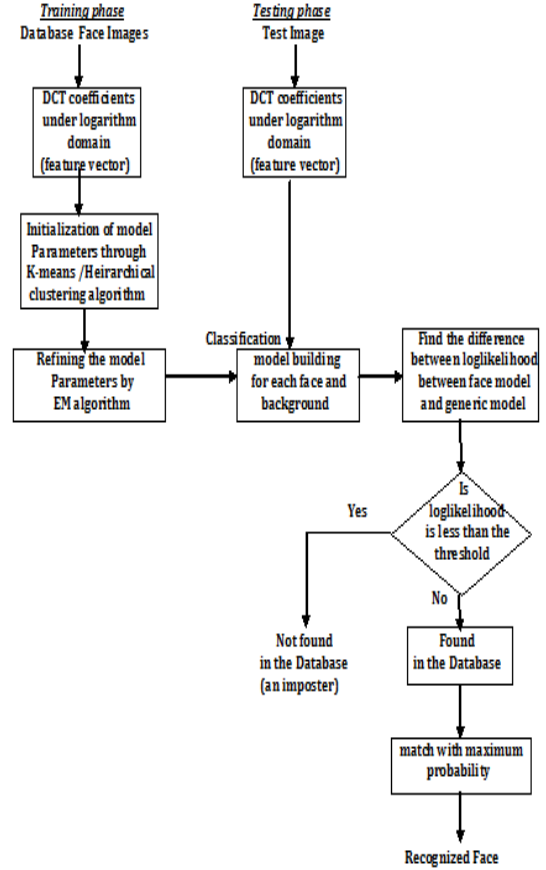 Training phase
Database Face Images
Testing phase
Test Image
DCT coefficients
under logarithm
domain
(feature vector)
DCT coefficients
under logarithm
domain
(feature vector)
Initialization of model
Parameters through
K-means /Heirarchical
clustering algorithm
Refining the model
Parameters by
EM algorithm
Classification
model building
for each face and
background
Find the difference
between loglikelihood
between face model
and generic model
Is
loglikelihood
is less than the
threshold
Yes
No
Not found
in the Database
(an imposter)
Found
in the Database
match with maximum
probability
Recognized Face